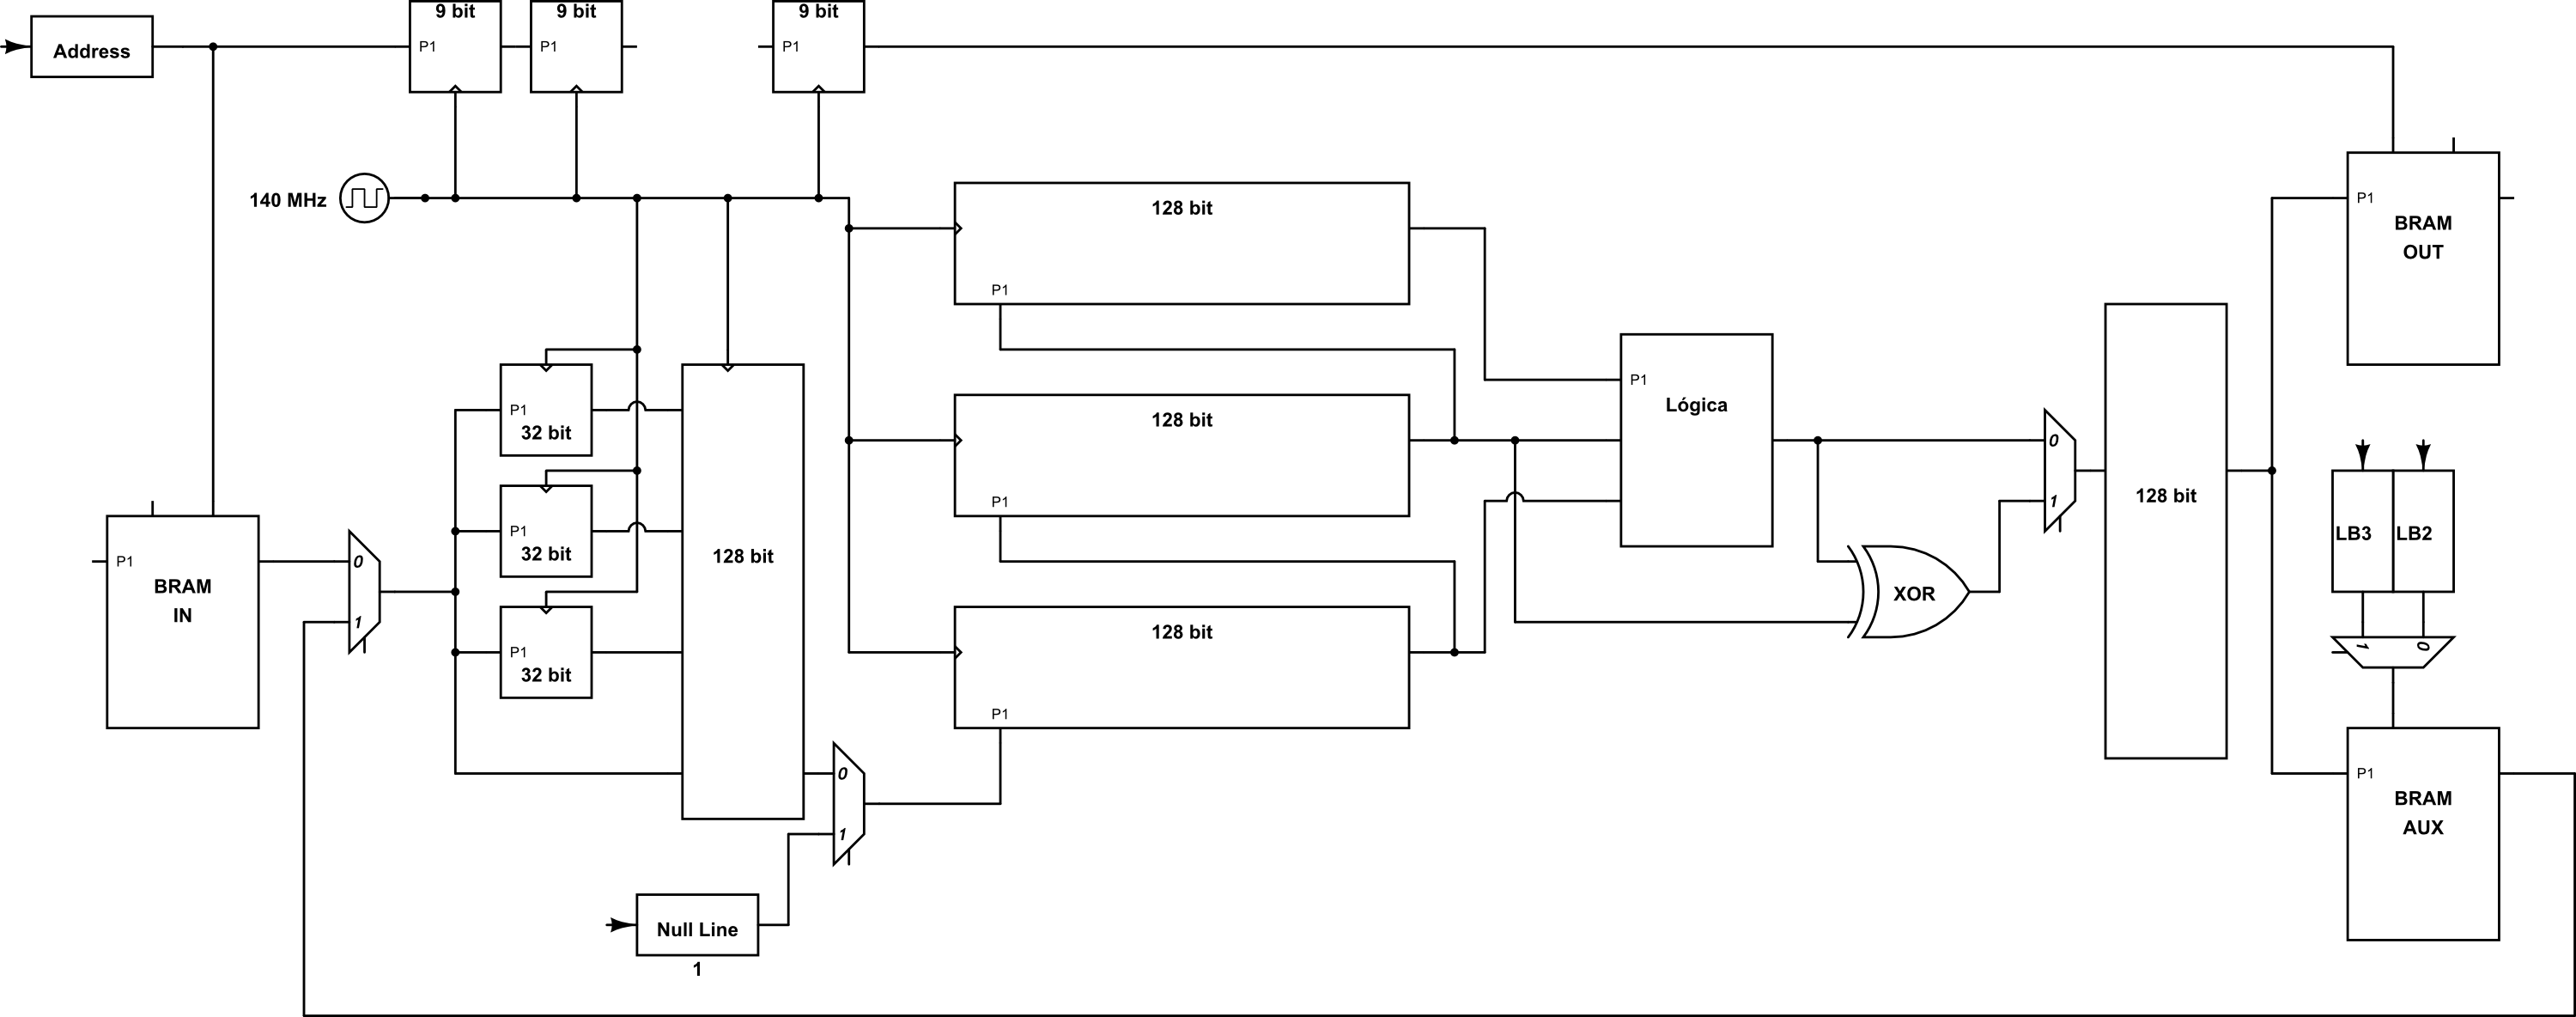 9 bit
9 bit
9 bit
Address
P1
P1
P1
140 MHz
128 bit
P1
BRAM
OUT
P1
P1
Lógica
P1
32 bit
128 bit
P1
0
1
128 bit
P1
P1
32 bit
128 bit
LB3
LB2
P1
BRAM
IN
0
1
XOR
1
0
P1
32 bit
128 bit
P1
0
1
P1
BRAM
AUX
Null Line
1